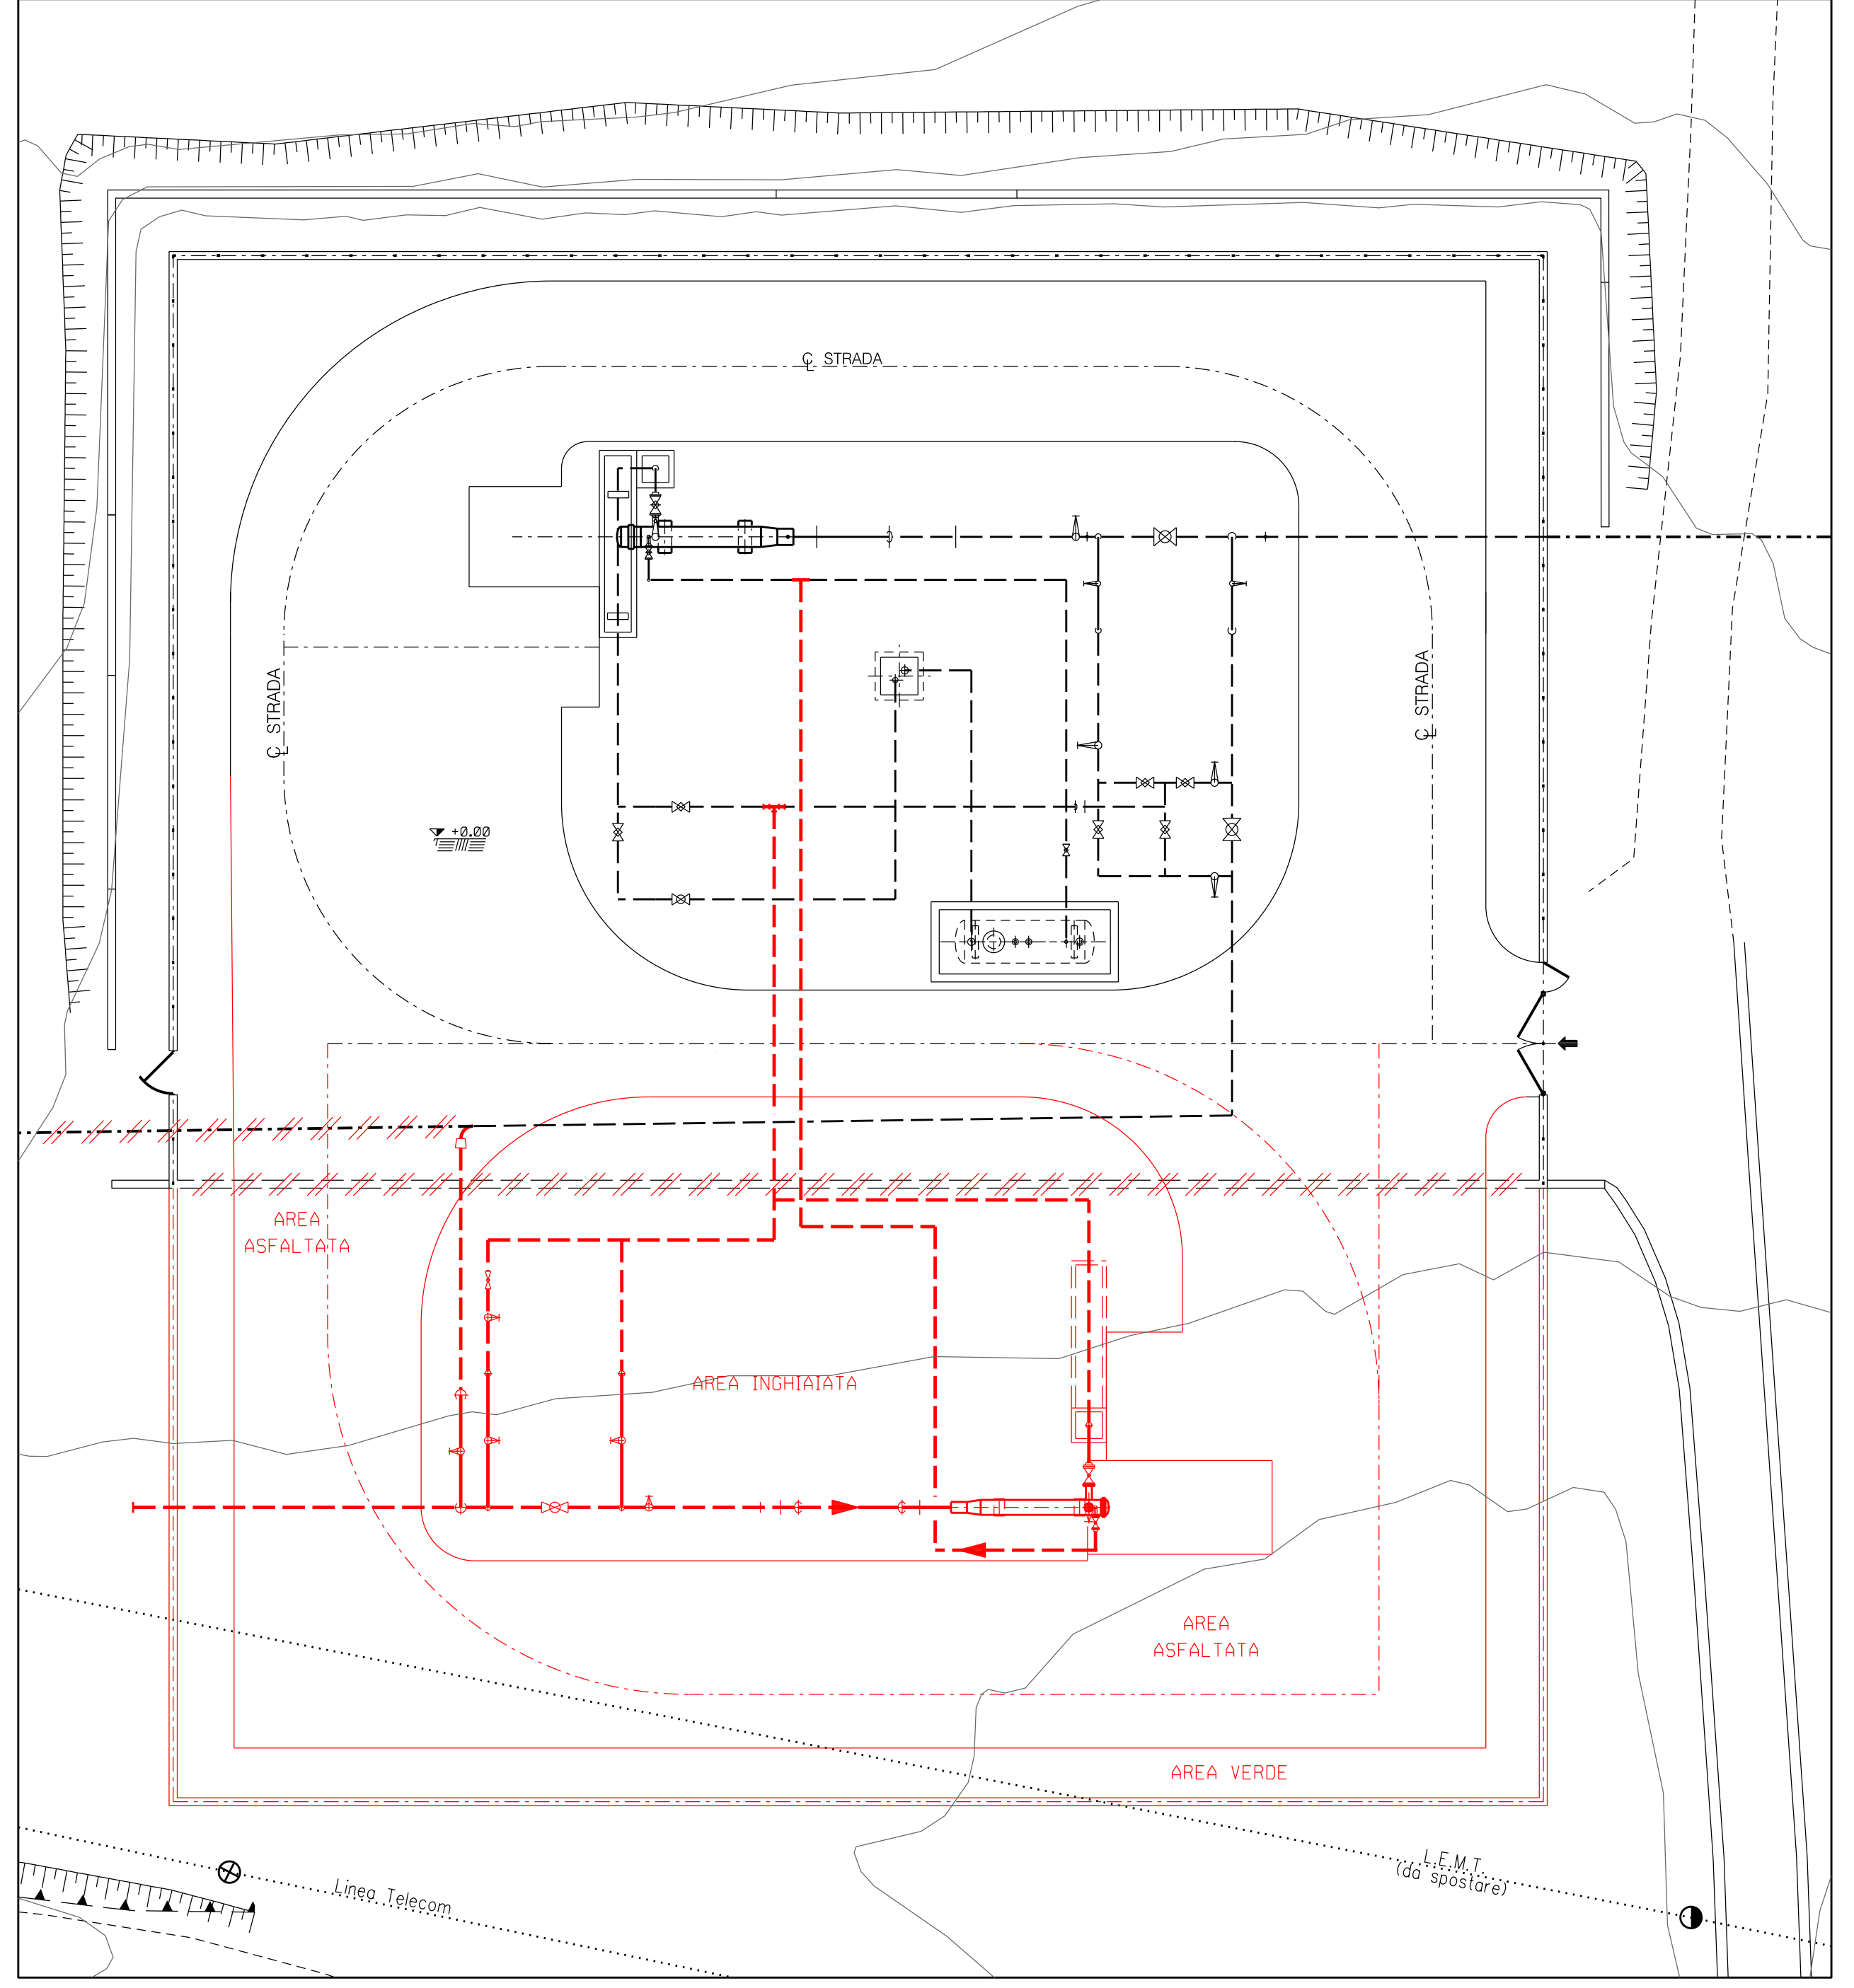 ℄ STRADA
℄ STRADA
℄ STRADA
+0.00
AREA
ASFALTATA
AREA INGHIAIATA
AREA
ASFALTATA
AREA VERDE
L.E.M.T.
(da spostare)
Linea Telecom